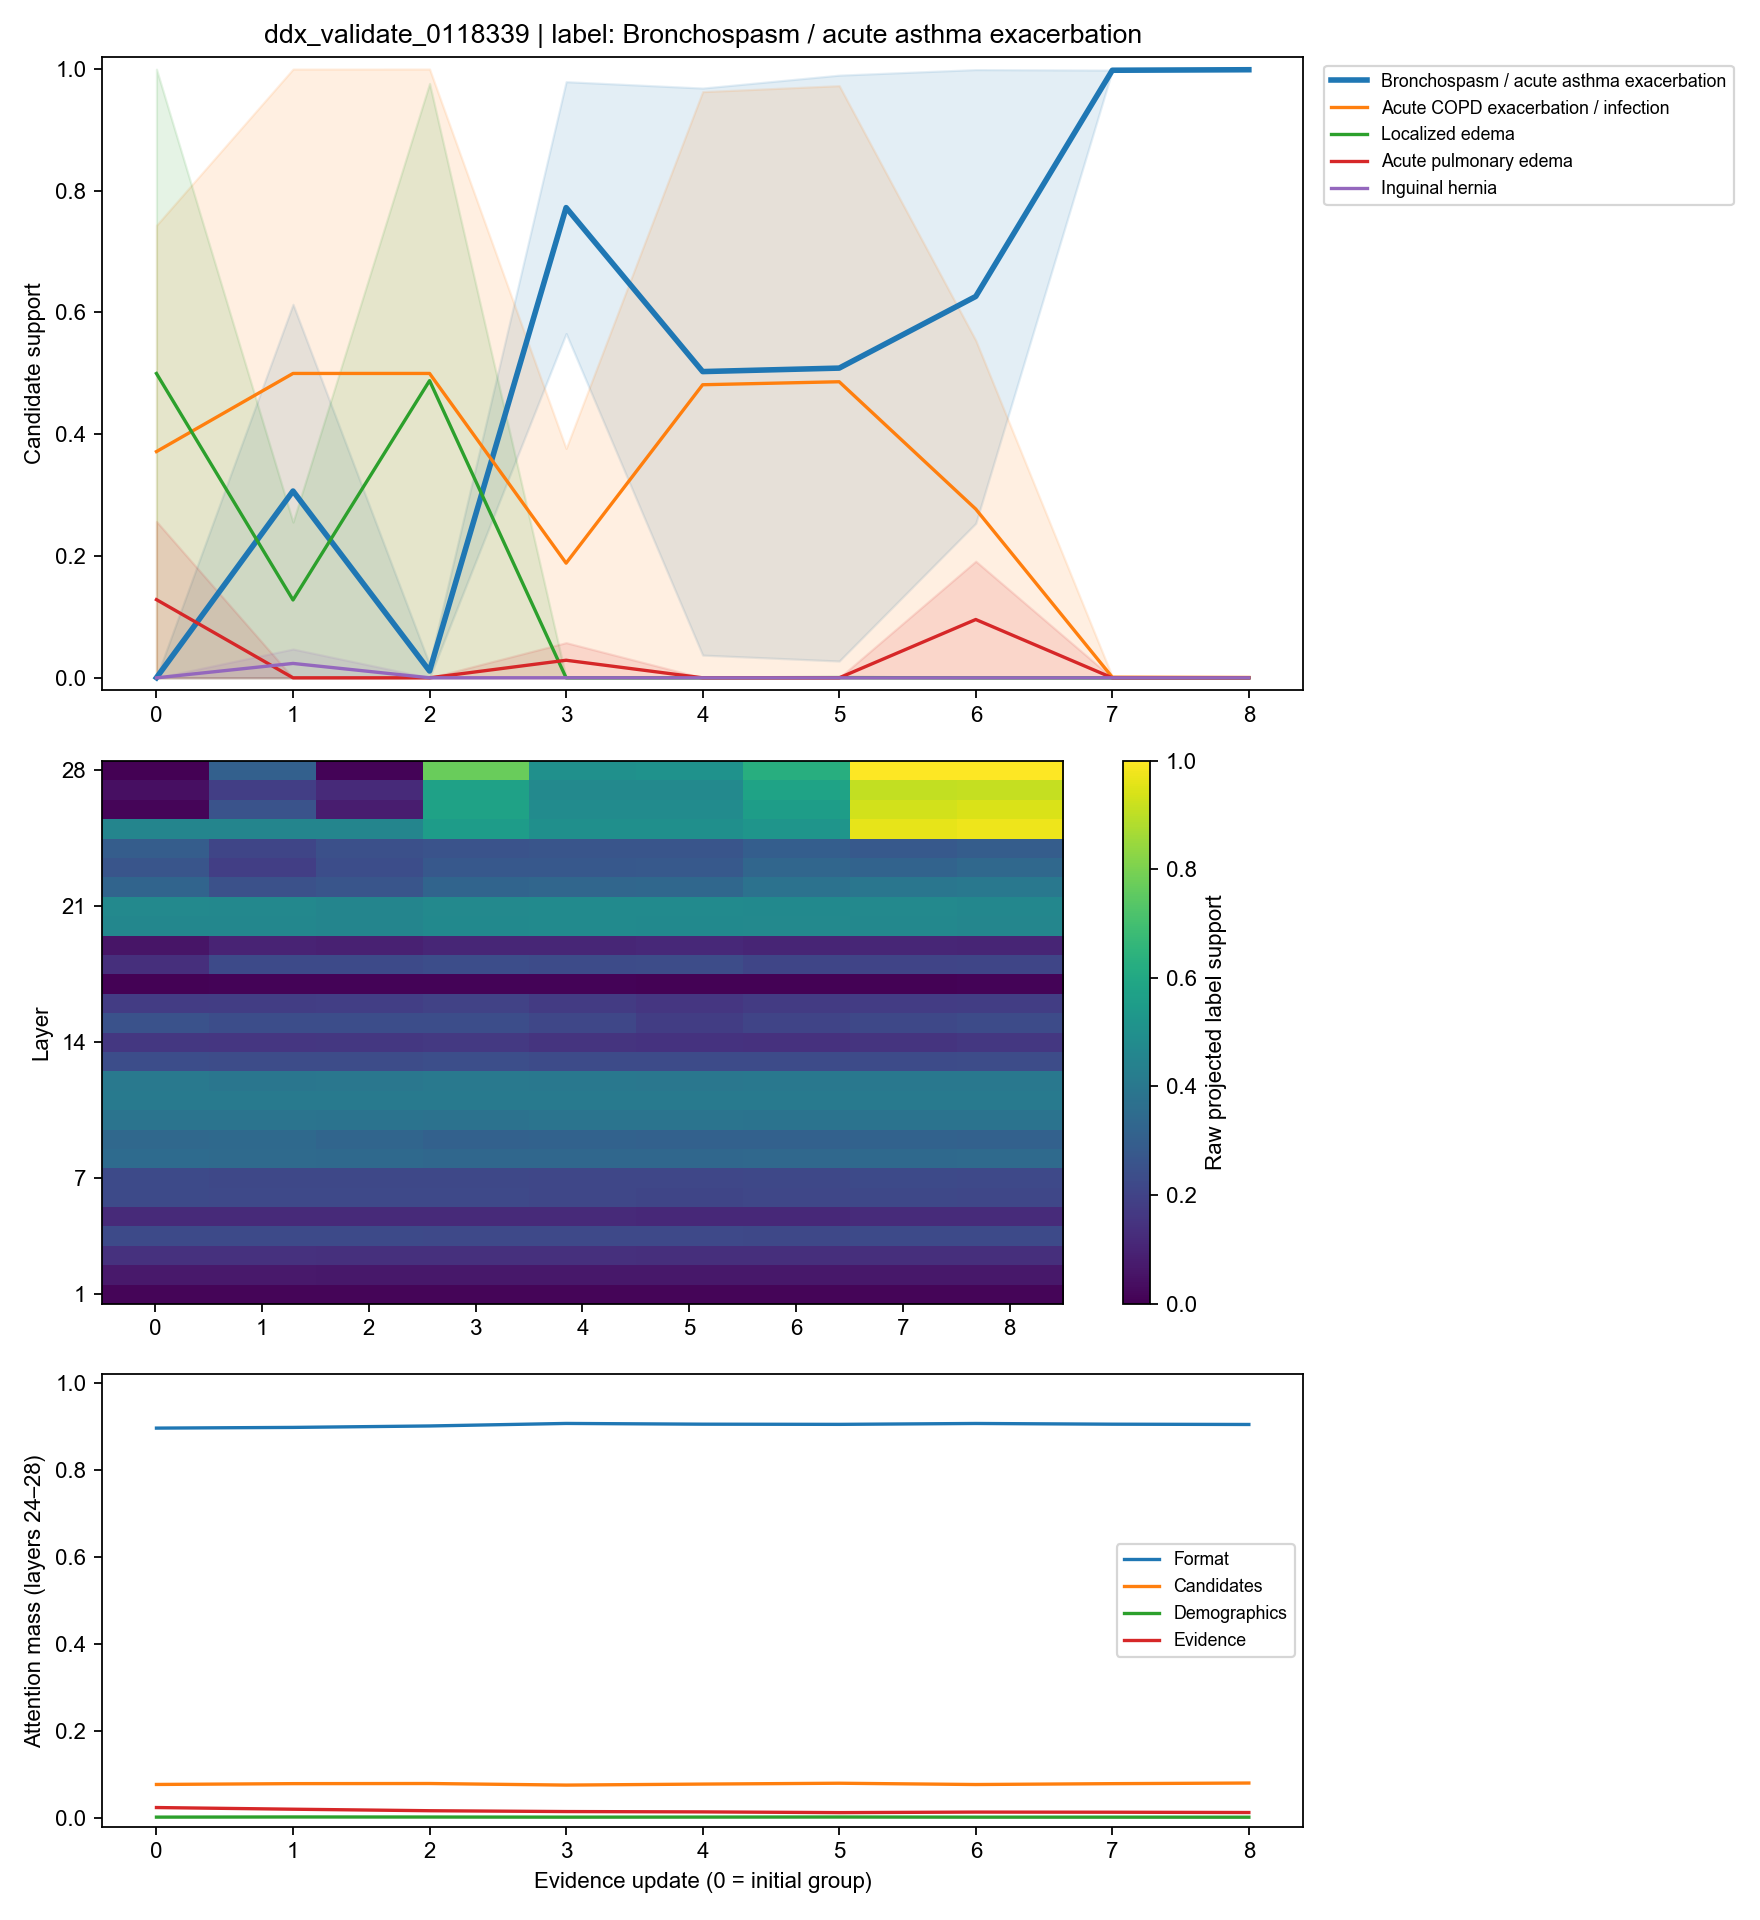 ddx_validate_0118339 | label: Bronchospasm / acute asthma exacerbation
Candidate support
1.0
0.8
0.6
0.4
0.2
0.0
0 1 2 3 4 5 6 7 8
Bronchospasm / acute asthma exacerbation
Acute COPD exacerbation / infection
Localized edema
Acute pulmonary edema
Inguinal hernia
Layer
28
21
14
7
1
0 1 2 3 4 5 6 7 8
1.0
0.8
0.6
0.4
0.2
0.0
Raw projected label support
Attention mass (layers 24–28)
1.0
0.8
0.6
0.4
0.2
0.0
Format
Candidates
Demographics
Evidence
0 1 2 3 4 5 6 7 8
Evidence update (0 = initial group)